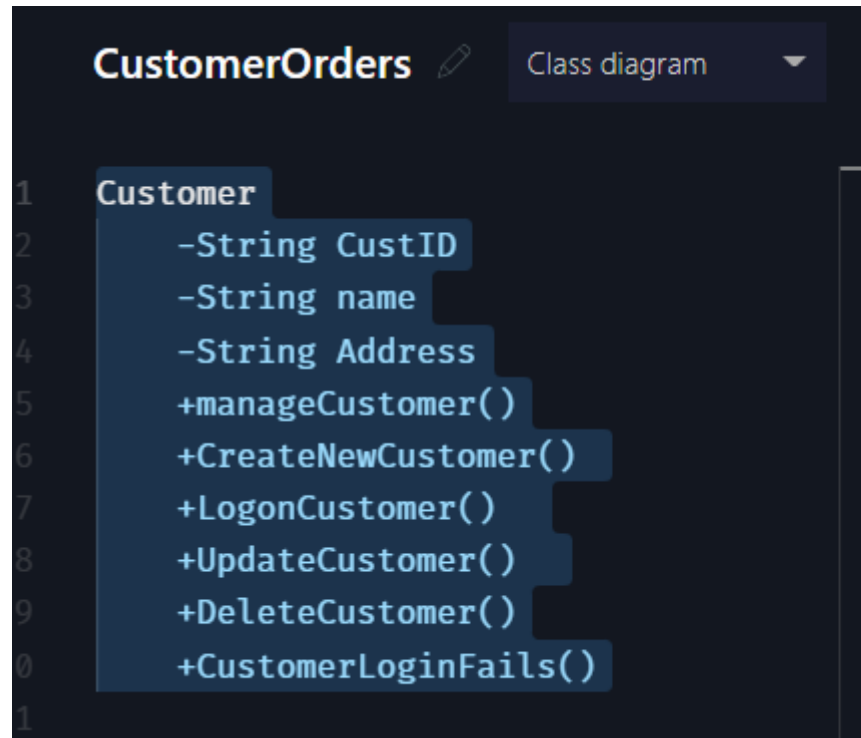 CustomerOrders Class diagram
1 Customer
2 -String CustID
3 -String name
4 -String Address
5 +manageCustomer()
6 +CreateNewCustomer()
7 +LogonCustomer()
8 +UpdateCustomer()
9 +DeleteCustomer()
0 +CustomerLoginFails()
1